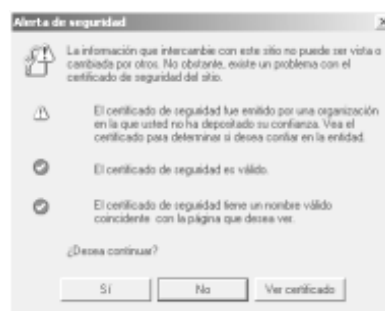 Alerta de seguridad
La información que intercambie con este sitio no puede ser vista o
cambiada por otros. No obstante, existe un problema con el
certificado de seguridad del sitio.
El certificado de seguridad fue emitido por una organización
en la que usted no ha depositado su confianza. Vea el
certificado para determinar si desea confiar en la entidad.
El certificado de seguridad es válido.
El certificado de seguridad tiene un nombre válido
coincidente con la página que desea ver.
¿Desea continuar?
Sí No Ver certificado